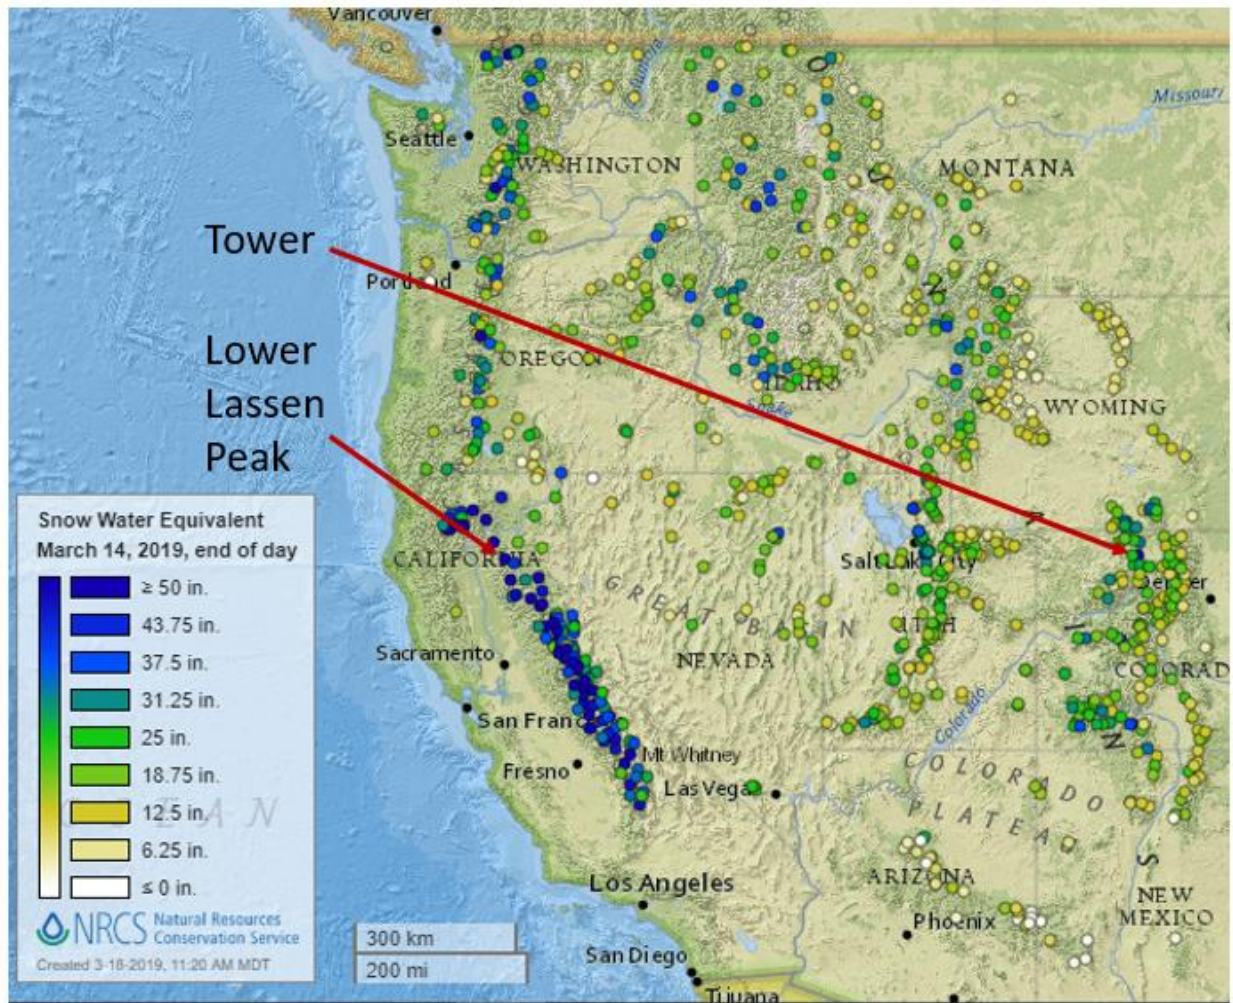 Vancouver
Columbia
Missouri
Seattle
WASHINGTON
MONTANA
Tower
Portland
Lower
Lassen
Peak
OREGON
IDAHO
Snake
WYOMING
Snow Water Equivalent
March 14, 2019, end of day
≥ 50 in.
43.75 in.
37.5 in.
31.25 in.
25 in.
18.75 in.
12.5 in.
6.25 in.
≤ 0 in.
NRCS Natural Resources
Conservation Service
Created 3-18-2019, 11:20 AM MDT
CALIFORNIA
Salt Lake City
Denver
GREAT BASIN
UTAH
Sacramento
NEVADA
COLORAD
San Franc
Colorado
Mt Whitney
Fresno
Las Vegas
COLORADO
PLATEAU
OCEAN
Los Angeles
ARIZONA
NEW
MEXICO
Phoenix
300 km
200 mi
San Diego
Tijuana